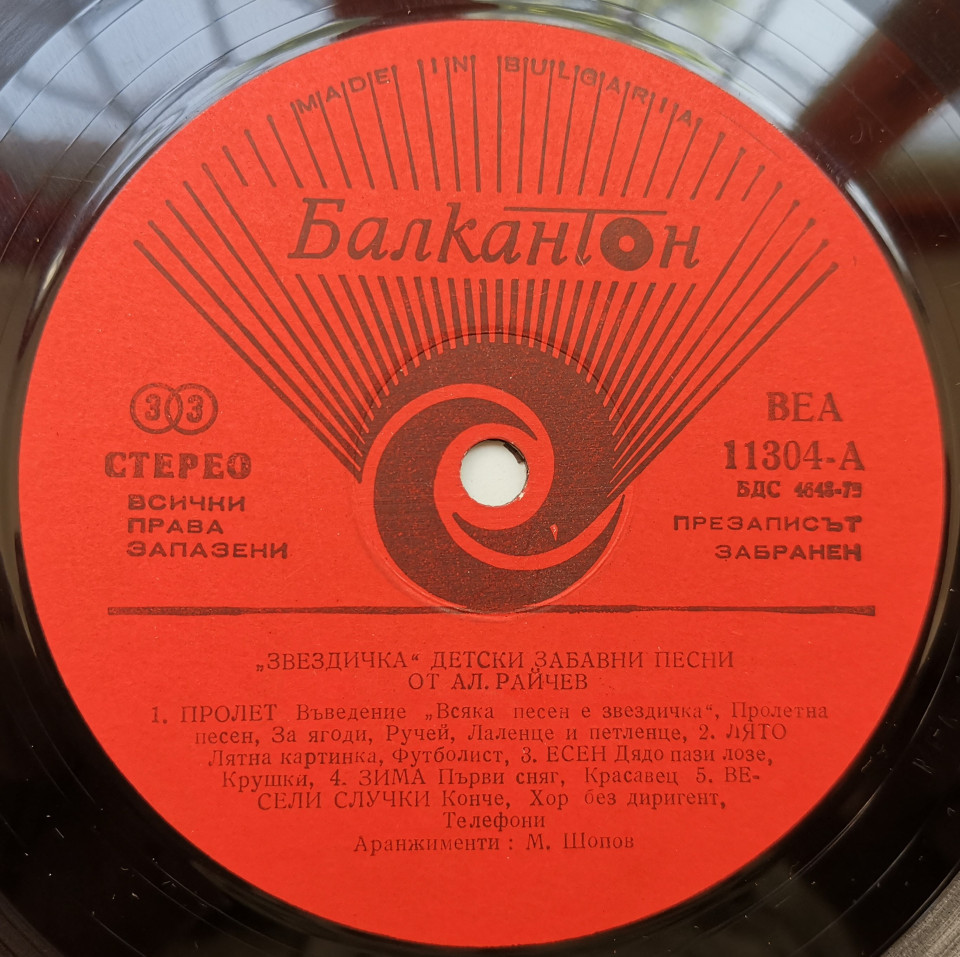 MADE IN BULGARIA
Балкантон
33
СТЕРЕО
ВСИЧКИ
ПРАВА
ЗАПАЗЕНИ
ВЕА
11304-А
БДС 4648-73
ПРЕЗАПИСЪТ
ЗАБРАНЕН
„ЗВЕЗДИЧКА“ ДЕТСКИ ЗАБАВНИ ПЕСНИ
ОТ АЛ. РАЙЧЕВ
1. ПРОЛЕТ Въведение „Всяка песен е звездичка“, Пролетна
песен, За ягоди, Ручей, Лаленце и петленце, 2. ЛЯТО
Лятна картинка, Футболист, 3. ЕСЕН Дядо пази лозе,
Крушки, 4. ЗИМА Първи сняг, Красавец 5. ВЕ-
СЕЛИ СЛУЧКИ Конче, Хор без диригент,
Телефони
Аранжименти : М. Шопов